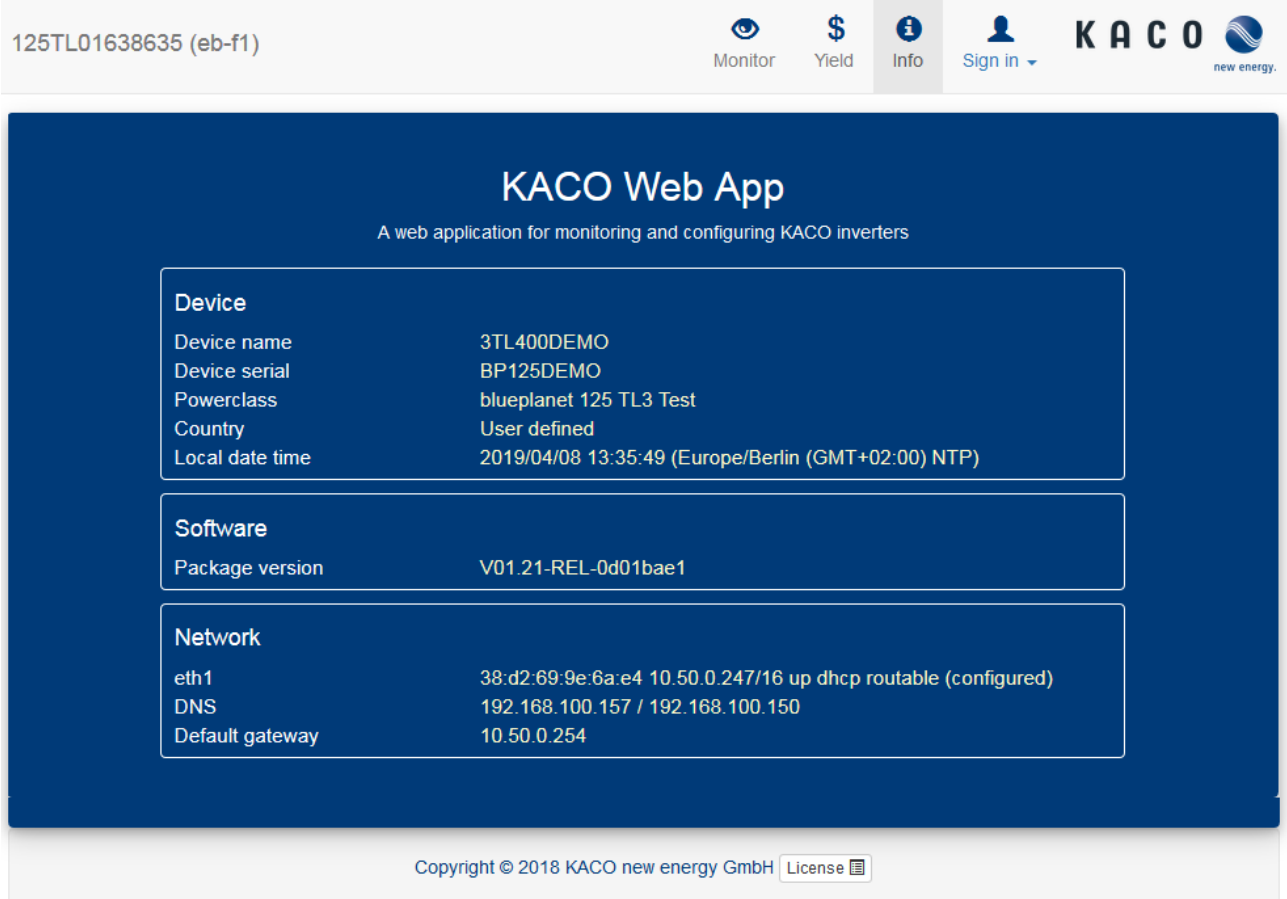 125TL01638635 (eb-f1)
Monitor
$
Yield
Info
Sign in
KACO
new energy.
KACO Web App
A web application for monitoring and configuring KACO inverters
Device
Device name 3TL400DEMO
Device serial BP125DEMO
Powerclass blueplanet 125 TL3 Test
Country User defined
Local date time 2019/04/08 13:35:49 (Europe/Berlin (GMT+02:00) NTP)
Software
Package version V01.21-REL-0d01bae1
Network
eth1 38:d2:69:9e:6a:e4 10.50.0.247/16 up dhcp routable (configured)
DNS 192.168.100.157 / 192.168.100.150
Default gateway 10.50.0.254
Copyright © 2018 KACO new energy GmbH License